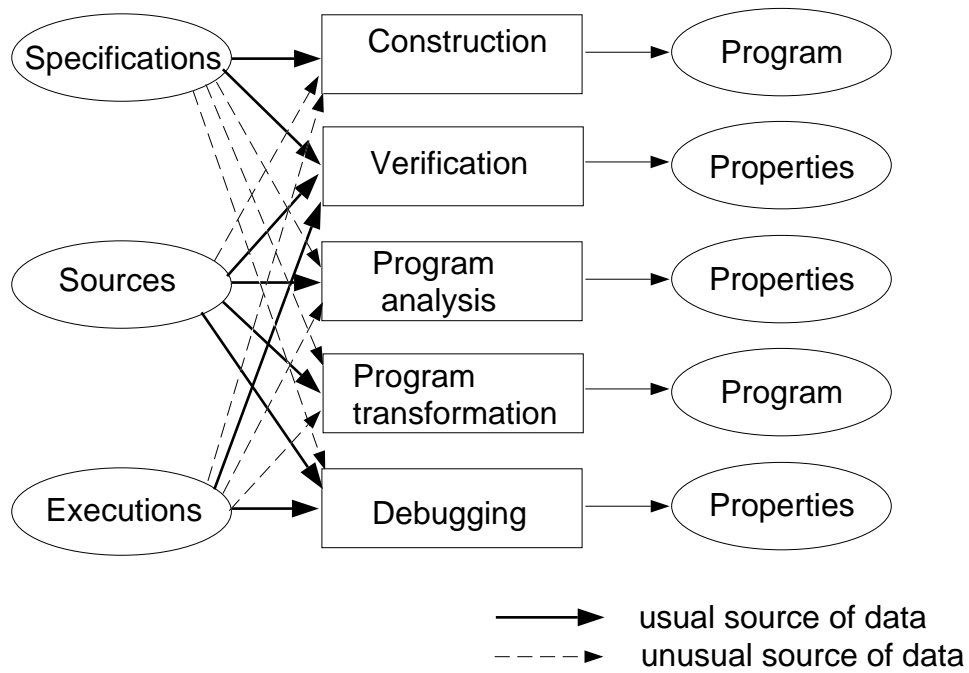 Specifications
Construction
Program
Verification
Properties
Sources
Program
analysis
Properties
Program
transformation
Program
Executions
Debugging
Properties
usual source of data
unusual source of data